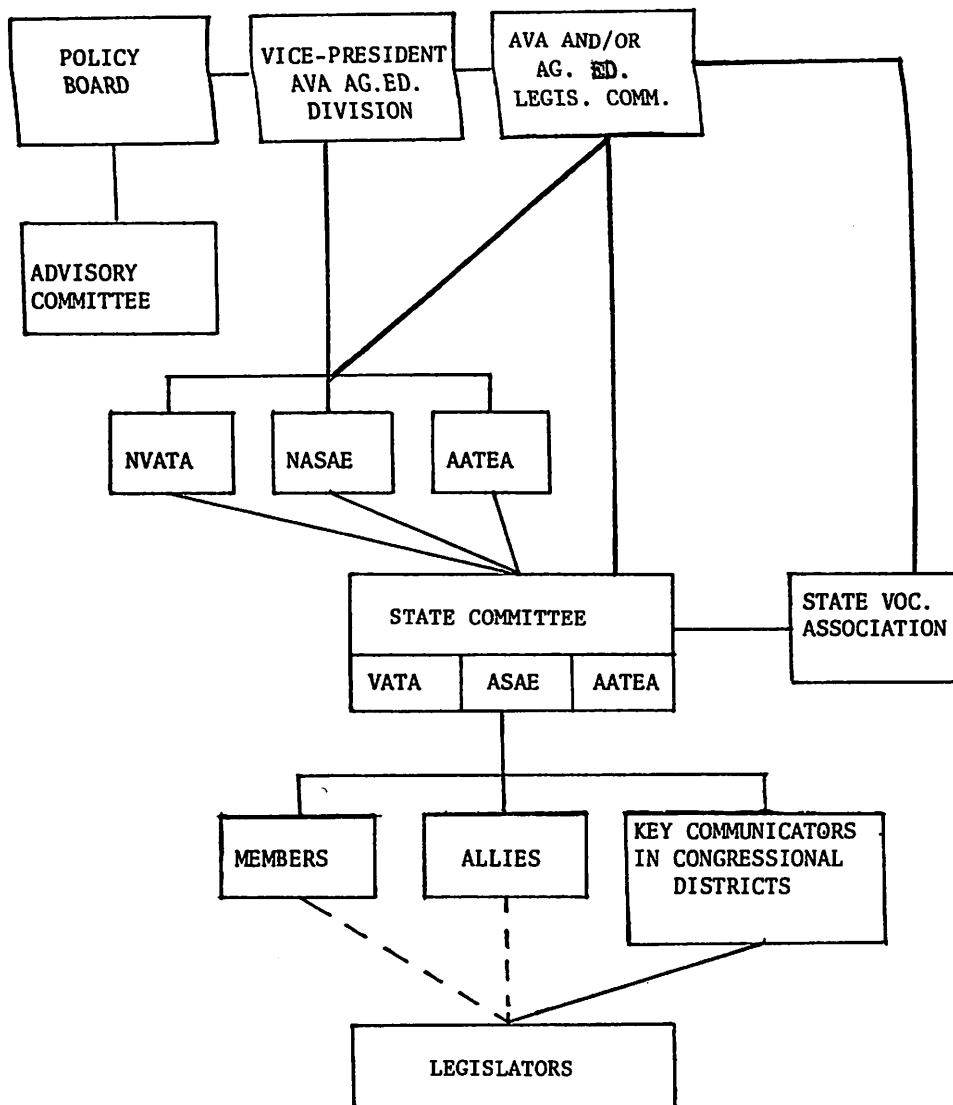 POLICY
BOARD
VICE-PRESIDENT
AVA AG.ED.
DIVISION
AVA AND/OR
AG. ED.
LEGIS. COMM.
ADVISORY
COMMITTEE
NVATA
NASAE
AATEA
STATE COMMITTEE
VATA
ASAE
AATEA
STATE VOC.
ASSOCIATION
MEMBERS
ALLIES
KEY COMMUNICATORS
IN CONGRESSIONAL
DISTRICTS
LEGISLATORS